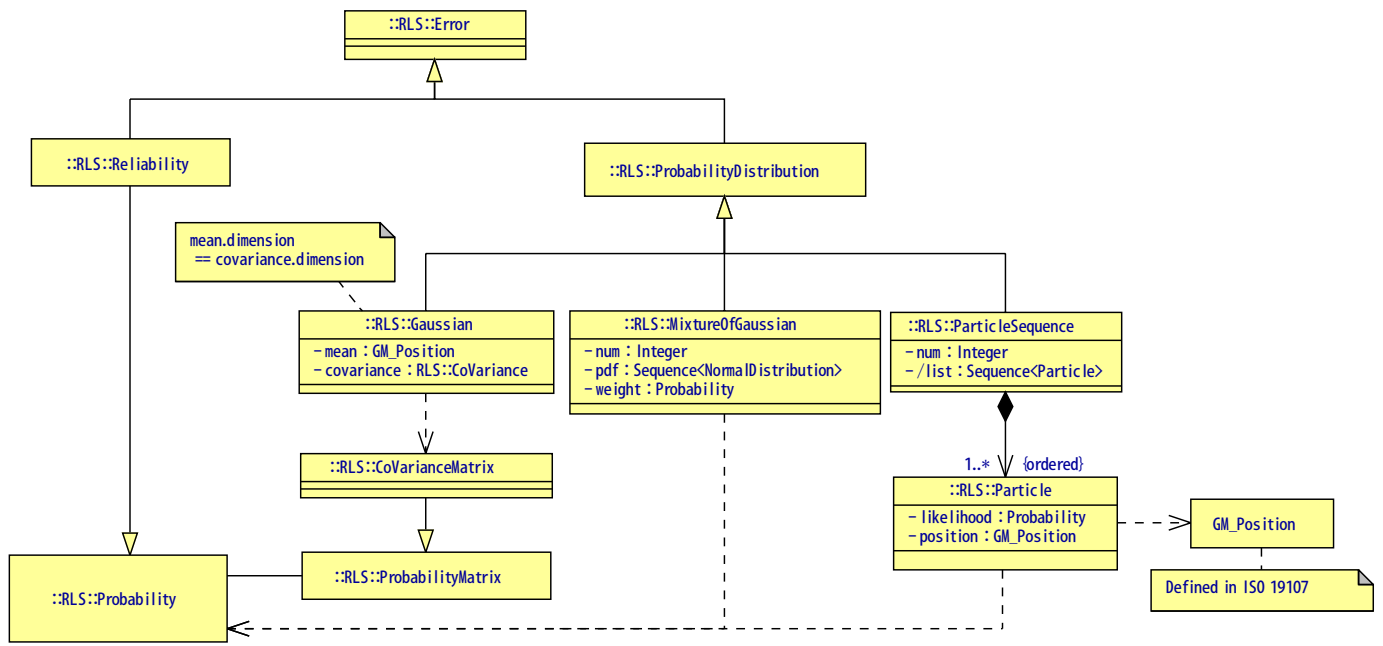 ::RLS::Error
::RLS::Reliability
::RLS::ProbabilityDistribution
mean.dimension
== covariance.dimension
::RLS::Gaussian
-mean : GM_Position
-covariance : RLS::CoVariance
::RLS::MixtureOfGaussian
-num : Integer
-pdf : Sequence<NormalDistribution>
-weight : Probability
::RLS::ParticleSequence
-num : Integer
-/list : Sequence<Particle>
1..* {ordered}
::RLS::CoVarianceMatrix
::RLS::Particle
-likelihood : Probability
-position : GM_Position
GM_Position
::RLS::ProbabilityMatrix
::RLS::Probability
Defined in ISO 19107